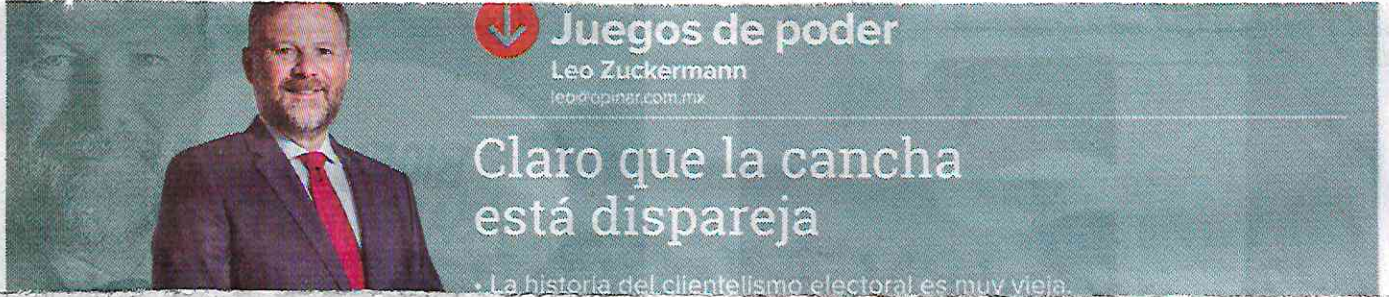 Juegos de poder
Leo Zuckermann
leo@opinar.com.mx
Claro que la cancha
está dispareja
• La historia del clientelismo electoral es muy vieja.